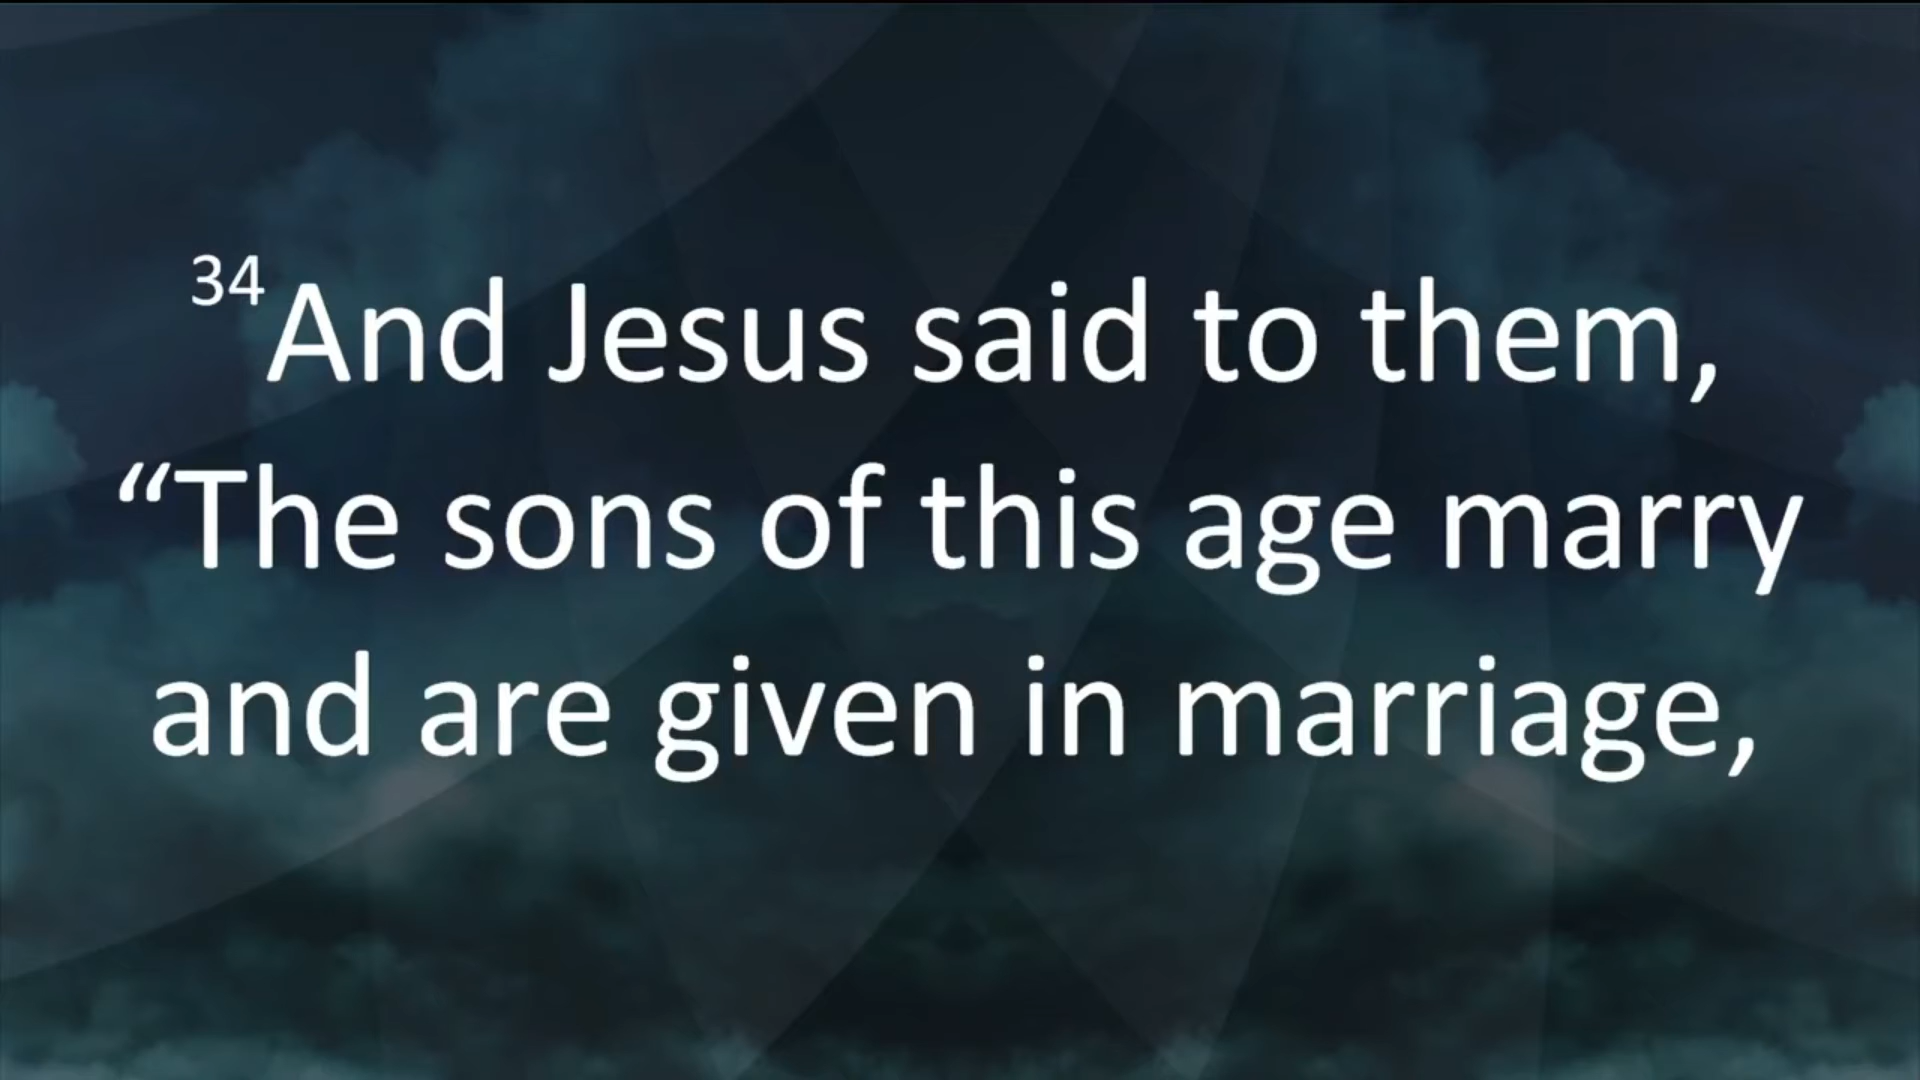 34And Jesus said to them,
“The sons of this age marry
and are given in marriage,